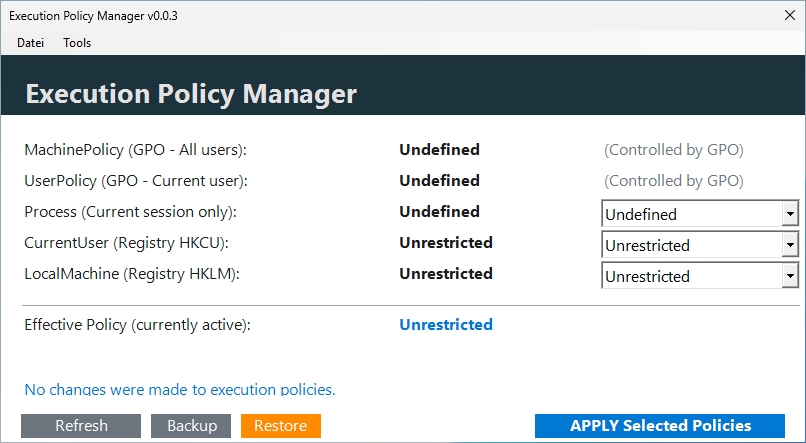 Execution Policy Manager v0.0.3
Datei Tools
Execution Policy Manager
MachinePolicy (GPO - All users): Undefined (Controlled by GPO)
UserPolicy (GPO - Current user): Undefined (Controlled by GPO)
Process (Current session only): Undefined Undefined
CurrentUser (Registry HKCU): Unrestricted Unrestricted
LocalMachine (Registry HKLM): Unrestricted Unrestricted
Effective Policy (currently active): Unrestricted
No changes were made to execution policies.
Refresh Backup Restore APPLY Selected Policies